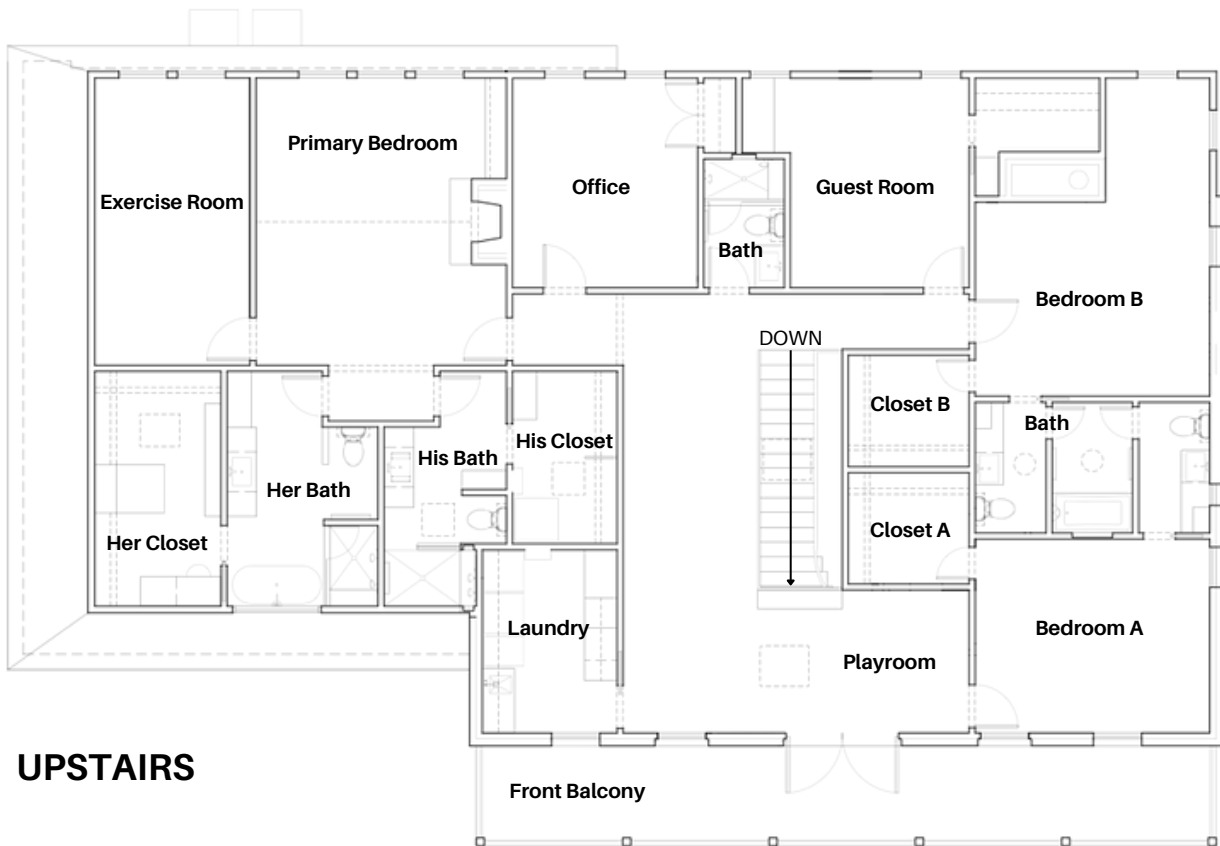 Primary Bedroom
Exercise Room
Office
Guest Room
Bath
Bedroom B
DOWN
Closet B
Bath
His Closet
His Bath
Her Bath
Closet A
Her Closet
Laundry
Bedroom A
Playroom
UPSTAIRS
Front Balcony